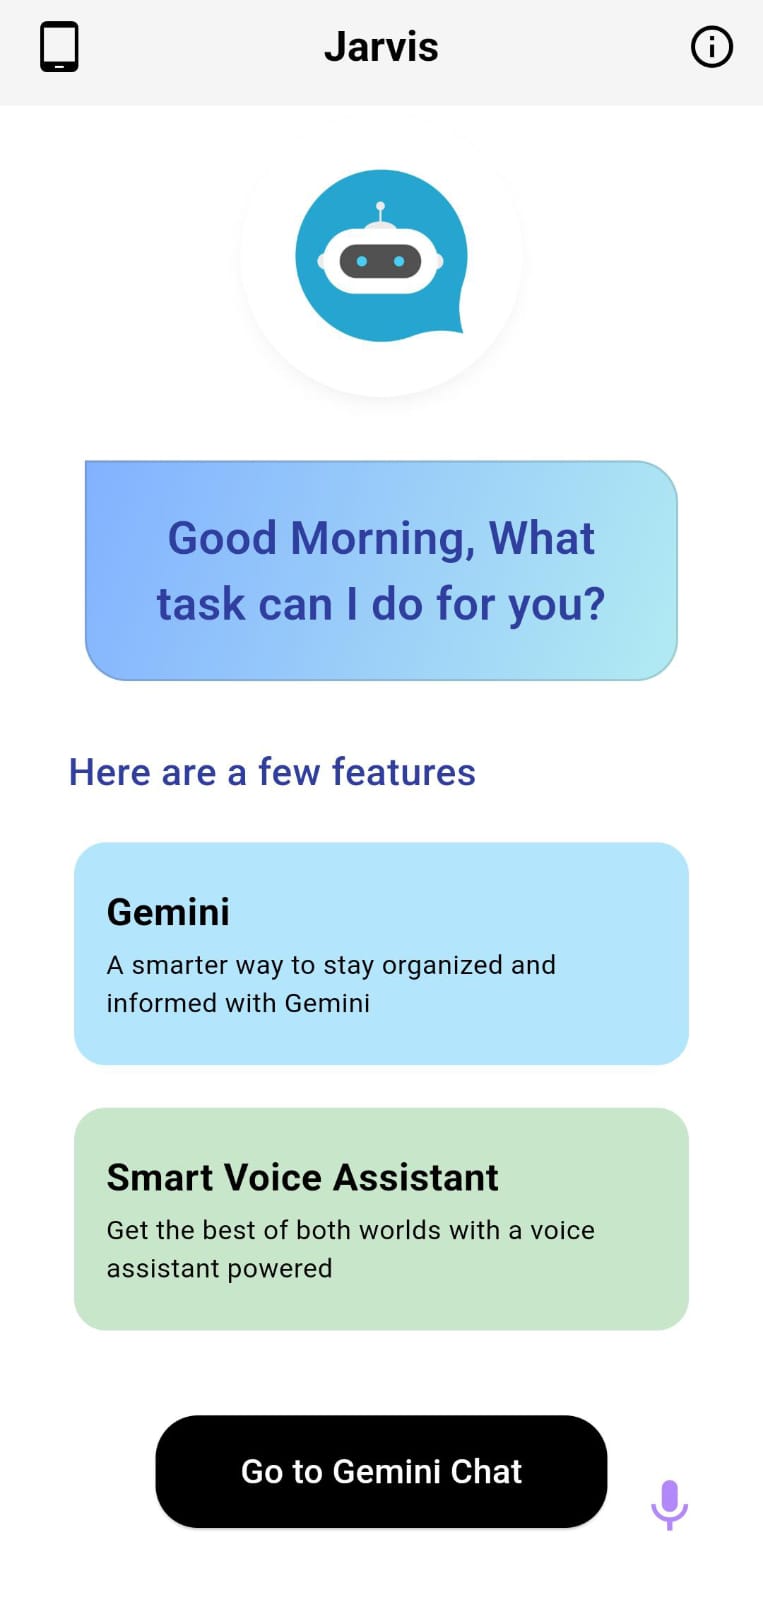 Jarvis
Good Morning, What
task can I do for you?
Here are a few features
Gemini
A smarter way to stay organized and
informed with Gemini
Smart Voice Assistant
Get the best of both worlds with a voice
assistant powered
Go to Gemini Chat